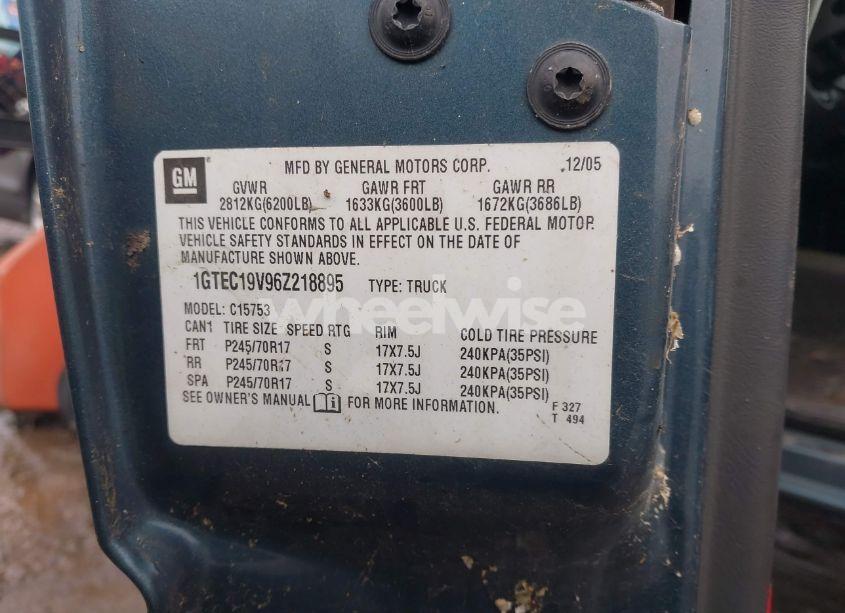 GM
MFD BY GENERAL MOTORS CORP. 12/05
GVWR GAWR FRT GAWR RR
2812KG(6200LB) 1633KG(3600LB) 1672KG(3686LB)
THIS VEHICLE CONFORMS TO ALL APPLICABLE U.S. FEDERAL MOTOR
VEHICLE SAFETY STANDARDS IN EFFECT ON THE DATE OF
MANUFACTURE SHOWN ABOVE.
1GTEC19V96Z218895 TYPE: TRUCK
wheelwise
MODEL: C15753
CAN1 TIRE SIZE SPEED RTG RIM COLD TIRE PRESSURE
FRT P245/70R17 S 17X7.5J 240KPA(35PSI)
RR P245/70R17 S 17X7.5J 240KPA(35PSI)
SPA P245/70R17 S 17X7.5J 240KPA(35PSI)
SEE OWNER'S MANUAL FOR MORE INFORMATION.
F 327
T 494